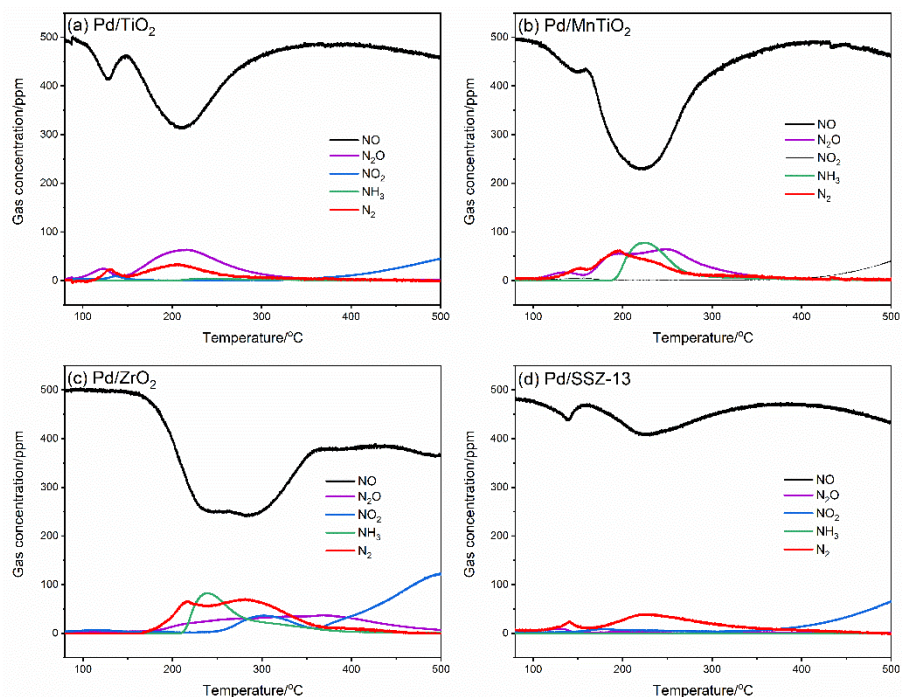 (a) Pd/TiO₂
500
400
300
200
100
0
Gas concentration/ppm
NO
N₂O
NO₂
NH₃
N₂
100 200 300 400 500
Temperature/°C
(b) Pd/MnTiO₂
500
400
300
200
100
0
Gas concentration/ppm
NO
N₂O
NO₂
NH₃
N₂
100 200 300 400 500
Temperature/°C
(c) Pd/ZrO₂
500
400
300
200
100
0
Gas concentration/ppm
NO
N₂O
NO₂
NH₃
N₂
100 200 300 400 500
Temperature/°C
(d) Pd/SSZ-13
500
400
300
200
100
0
Gas concentration/ppm
NO
N₂O
NO₂
NH₃
N₂
100 200 300 400 500
Temperature/°C